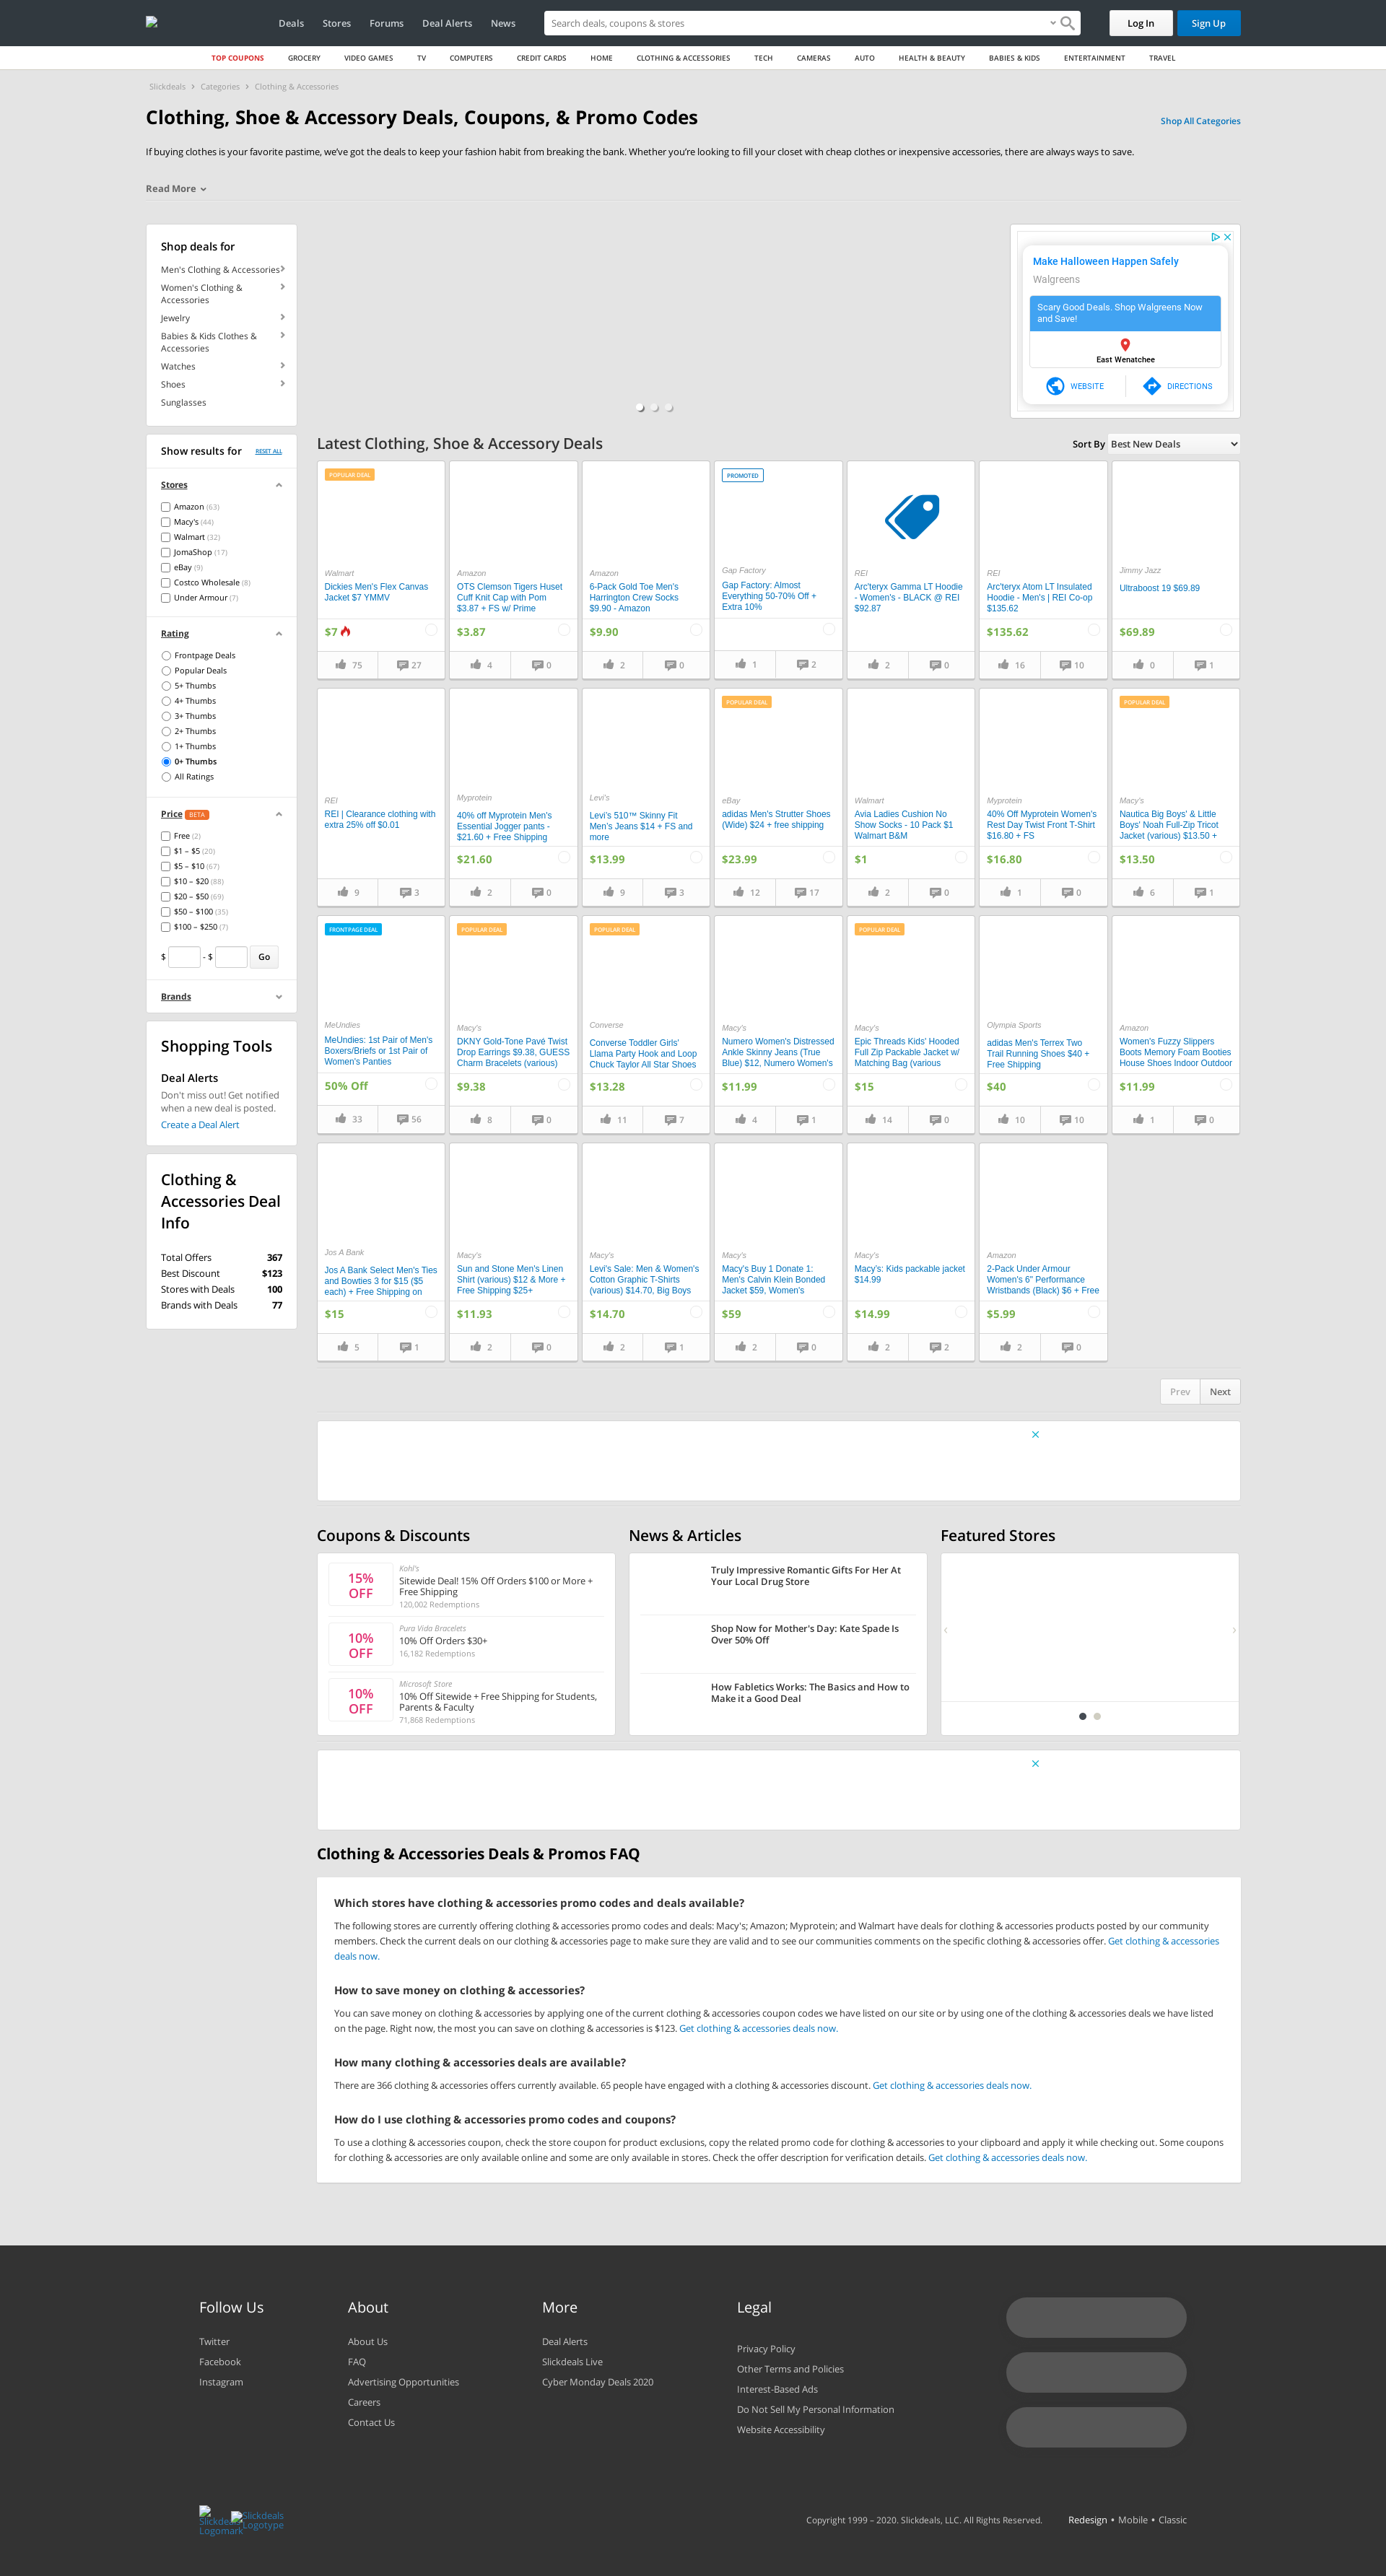 Deals Stores Forums Deal Alerts News Search deals, coupons & stores Log In Sign Up
TOP COUPONS GROCERY VIDEO GAMES TV COMPUTERS CREDIT CARDS HOME CLOTHING & ACCESSORIES TECH CAMERAS AUTO HEALTH & BEAUTY BABIES & KIDS ENTERTAINMENT TRAVEL
Slickdeals › Categories › Clothing & Accessories
Clothing, Shoe & Accessory Deals, Coupons, & Promo Codes
Shop All Categories
If buying clothes is your favorite pastime, we’ve got the deals to keep your fashion habit from breaking the bank. Whether you’re looking to fill your closet with cheap clothes or inexpensive accessories, there are always ways to save.
Read More
Shop deals for
Men's Clothing & Accessories
Women's Clothing &
Accessories
Jewelry
Babies & Kids Clothes &
Accessories
Watches
Shoes
Sunglasses
Make Halloween Happen Safely
Walgreens
Scary Good Deals. Shop Walgreens Now
and Save!
East Wenatchee
WEBSITE DIRECTIONS
Show results for RESET ALL
Stores
Amazon (63)
Macy's (44)
Walmart (32)
JomaShop (17)
eBay (9)
Costco Wholesale (8)
Under Armour (7)
Rating
Frontpage Deals
Popular Deals
5+ Thumbs
4+ Thumbs
3+ Thumbs
2+ Thumbs
1+ Thumbs
0+ Thumbs
All Ratings
Price BETA
Free (2)
$1 – $5 (20)
$5 – $10 (67)
$10 – $20 (88)
$20 – $50 (69)
$50 – $100 (35)
$100 – $250 (7)
$ - $ Go
Brands
Shopping Tools
Deal Alerts
Don't miss out! Get notified
when a new deal is posted.
Create a Deal Alert
Clothing &
Accessories Deal
Info
Total Offers 367
Best Discount $123
Stores with Deals 100
Brands with Deals 77
Latest Clothing, Shoe & Accessory Deals
Sort By Best New Deals
POPULAR DEAL
Walmart
Dickies Men's Flex Canvas
Jacket $7 YMMV
$7
75 27
Amazon
OTS Clemson Tigers Huset
Cuff Knit Cap with Pom
$3.87 + FS w/ Prime
$3.87
4 0
Amazon
6-Pack Gold Toe Men's
Harrington Crew Socks
$9.90 - Amazon
$9.90
2 0
PROMOTED
Gap Factory
Gap Factory: Almost
Everything 50-70% Off +
Extra 10%
1 2
REI
Arc'teryx Gamma LT Hoodie
- Women's - BLACK @ REI
$92.87
2 0
REI
Arc'teryx Atom LT Insulated
Hoodie - Men's | REI Co-op
$135.62
$135.62
16 10
Jimmy Jazz
Ultraboost 19 $69.89
$69.89
0 1
REI
REI | Clearance clothing with
extra 25% off $0.01
9 3
Myprotein
40% off Myprotein Men's
Essential Jogger pants -
$21.60 + Free Shipping
$21.60
2 0
Levi's
Levi's 510™ Skinny Fit
Men's Jeans $14 + FS and
more
$13.99
9 3
POPULAR DEAL
eBay
adidas Men's Strutter Shoes
(Wide) $24 + free shipping
$23.99
12 17
Walmart
Avia Ladies Cushion No
Show Socks - 10 Pack $1
Walmart B&M
$1
2 0
Myprotein
40% Off Myprotein Women's
Rest Day Twist Front T-Shirt
$16.80 + FS
$16.80
1 0
POPULAR DEAL
Macy's
Nautica Big Boys' & Little
Boys' Noah Full-Zip Tricot
Jacket (various) $13.50 +
$13.50
6 1
FRONTPAGE DEAL
MeUndies
MeUndies: 1st Pair of Men's
Boxers/Briefs or 1st Pair of
Women's Panties
50% Off
33 56
POPULAR DEAL
Macy's
DKNY Gold-Tone Pavé Twist
Drop Earrings $9.38, GUESS
Charm Bracelets (various)
$9.38
8 0
POPULAR DEAL
Converse
Converse Toddler Girls'
Llama Party Hook and Loop
Chuck Taylor All Star Shoes
$13.28
11 7
Macy's
Numero Women's Distressed
Ankle Skinny Jeans (True
Blue) $12, Numero Women's
$11.99
4 1
POPULAR DEAL
Macy's
Epic Threads Kids' Hooded
Full Zip Packable Jacket w/
Matching Bag (various
$15
14 0
Olympia Sports
adidas Men's Terrex Two
Trail Running Shoes $40 +
Free Shipping
$40
10 10
Amazon
Women's Fuzzy Slippers
Boots Memory Foam Booties
House Shoes Indoor Outdoor
$11.99
1 0
Jos A Bank
Jos A Bank Select Men's Ties
and Bowties 3 for $15 ($5
each) + Free Shipping on
$15
5 1
Macy's
Sun and Stone Men's Linen
Shirt (various) $12 & More +
Free Shipping $25+
$11.93
2 0
Macy's
Levi's Sale: Men & Women's
Cotton Graphic T-Shirts
(various) $14.70, Big Boys
$14.70
2 1
Macy's
Macy's Buy 1 Donate 1:
Men's Calvin Klein Bonded
Jacket $59, Women's
$59
2 0
Macy's
Macy's: Kids packable jacket
$14.99
$14.99
2 2
Amazon
2-Pack Under Armour
Women's 6" Performance
Wristbands (Black) $6 + Free
$5.99
2 0
Prev Next
Coupons & Discounts
15%
OFF
Kohl's
Sitewide Deal! 15% Off Orders $100 or More +
Free Shipping
120,002 Redemptions
10%
OFF
Pura Vida Bracelets
10% Off Orders $30+
16,182 Redemptions
10%
OFF
Microsoft Store
10% Off Sitewide + Free Shipping for Students,
Parents & Faculty
71,868 Redemptions
News & Articles
Truly Impressive Romantic Gifts For Her At
Your Local Drug Store
Shop Now for Mother's Day: Kate Spade Is
Over 50% Off
How Fabletics Works: The Basics and How to
Make it a Good Deal
Featured Stores
Clothing & Accessories Deals & Promos FAQ
Which stores have clothing & accessories promo codes and deals available?
The following stores are currently offering clothing & accessories promo codes and deals: Macy's; Amazon; Myprotein; and Walmart have deals for clothing & accessories products posted by our community
members. Check the current deals on our clothing & accessories page to make sure they are valid and to see our communities comments on the specific clothing & accessories offer. Get clothing & accessories
deals now.
How to save money on clothing & accessories?
You can save money on clothing & accessories by applying one of the current clothing & accessories coupon codes we have listed on our site or by using one of the clothing & accessories deals we have listed
on the page. Right now, the most you can save on clothing & accessories is $123. Get clothing & accessories deals now.
How many clothing & accessories deals are available?
There are 366 clothing & accessories offers currently available. 65 people have engaged with a clothing & accessories discount. Get clothing & accessories deals now.
How do I use clothing & accessories promo codes and coupons?
To use a clothing & accessories coupon, check the store coupon for product exclusions, copy the related promo code for clothing & accessories to your clipboard and apply it while checking out. Some coupons
for clothing & accessories are only available online and some are only available in stores. Check the offer description for verification details. Get clothing & accessories deals now.
Follow Us
Twitter
Facebook
Instagram
About
About Us
FAQ
Advertising Opportunities
Careers
Contact Us
More
Deal Alerts
Slickdeals Live
Cyber Monday Deals 2020
Legal
Privacy Policy
Other Terms and Policies
Interest-Based Ads
Do Not Sell My Personal Information
Website Accessibility
Slickdeals
Logomark
Slickdeals
Logotype
Copyright 1999 – 2020. Slickdeals, LLC. All Rights Reserved. Redesign • Mobile • Classic